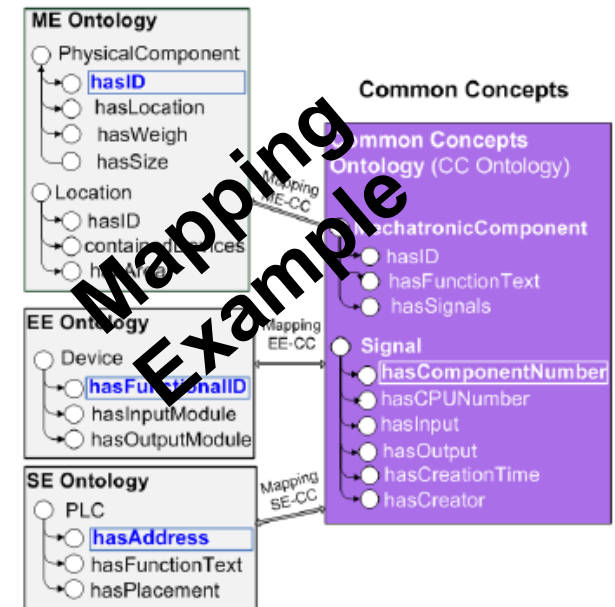 ME Ontology
PhysicalComponent
hasID
hasLocation
hasWeigh
hasSize
Location
hasID
EE Ontology
Device
hasFunctionalID
hasInputModule
hasOutputModule
SE Ontology
PLC
hasAddress
hasFunctionText
hasPlacement
Mapping
ME-CC
Mapping
EE-CC
Mapping
SE-CC
Common Concepts
Common Concepts
Ontology (CC Ontology)
MechatronicComponent
hasID
hasFunctionText
hasSignals
Signal
hasComponentNumber
hasCPUNumber
hasInput
hasOutput
hasCreationTime
hasCreator
Mapping
Example